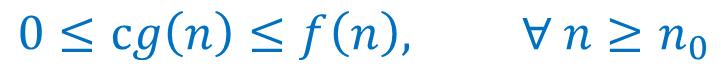 0 ≤ cg(n) ≤ f(n), ∀ n ≥ n₀